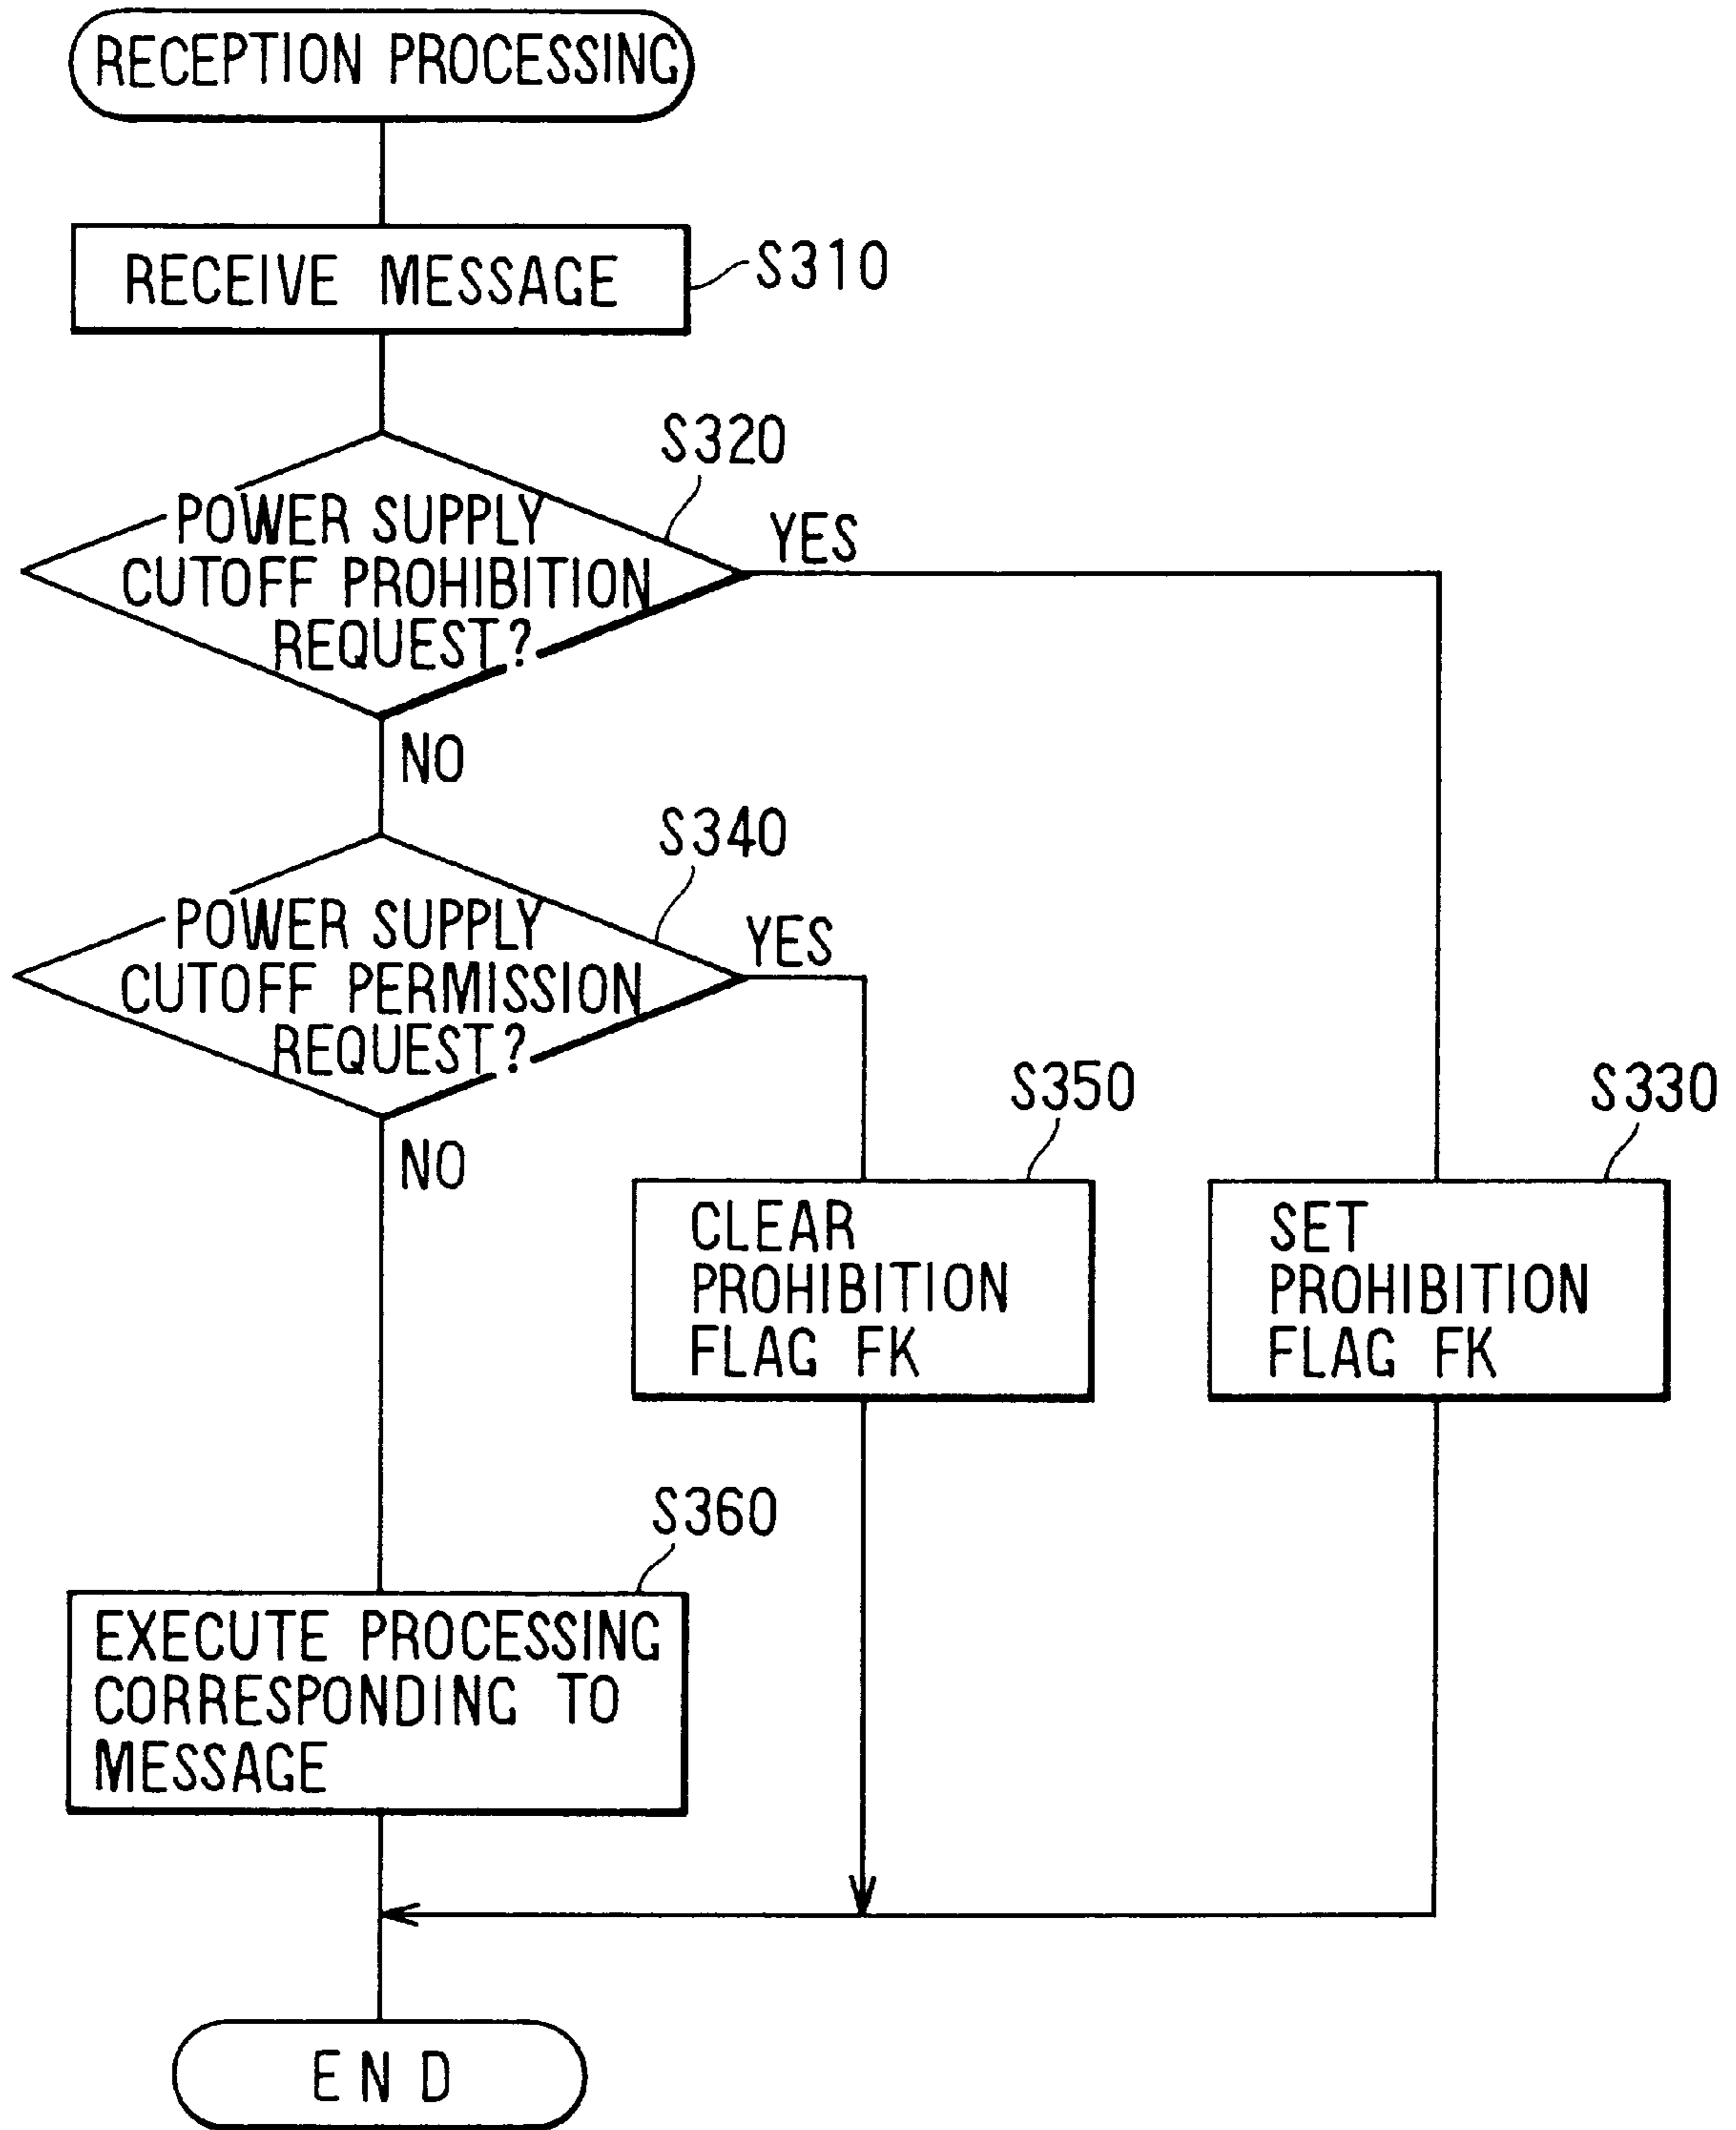 RECEPTION PROCESSING
RECEIVE MESSAGE
S310
S320
POWER SUPPLY
CUTOFF PROHIBITION
REQUEST?
YES
NO
S340
POWER SUPPLY
CUTOFF PERMISSION
REQUEST?
YES
NO
S350
CLEAR
PROHIBITION
FLAG FK
S330
SET
PROHIBITION
FLAG FK
S360
EXECUTE PROCESSING
CORRESPONDING TO
MESSAGE
END